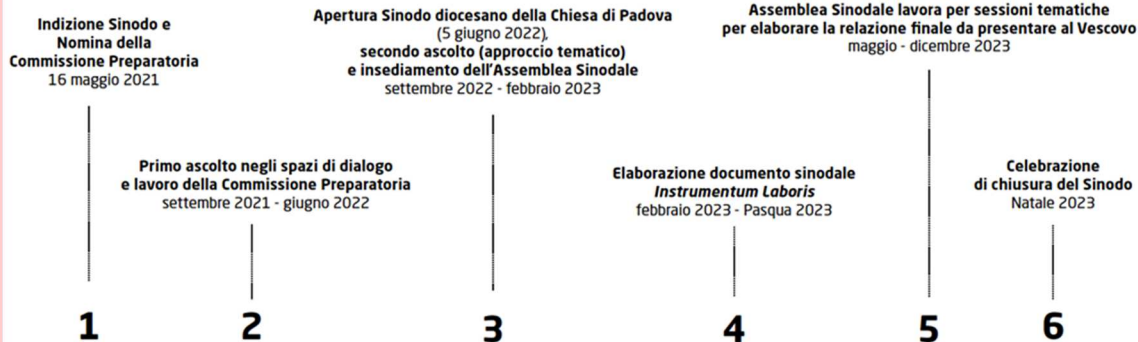 Indizione Sinodo e
Nomina della
Commissione Preparatoria
16 maggio 2021
Primo ascolto negli spazi di dialogo
e lavoro della Commissione Preparatoria
settembre 2021 - giugno 2022
Apertura Sinodo diocesano della Chiesa di Padova
(5 giugno 2022),
secondo ascolto (approccio tematico)
e insediamento dell'Assemblea Sinodale
settembre 2022 - febbraio 2023
Elaborazione documento sinodale
Instrumentum Laboris
febbraio 2023 - Pasqua 2023
Assemblea Sinodale lavora per sessioni tematiche
per elaborare la relazione finale da presentare al Vescovo
maggio - dicembre 2023
Celebrazione
di chiusura del Sinodo
Natale 2023
1
2
3
4
5
6